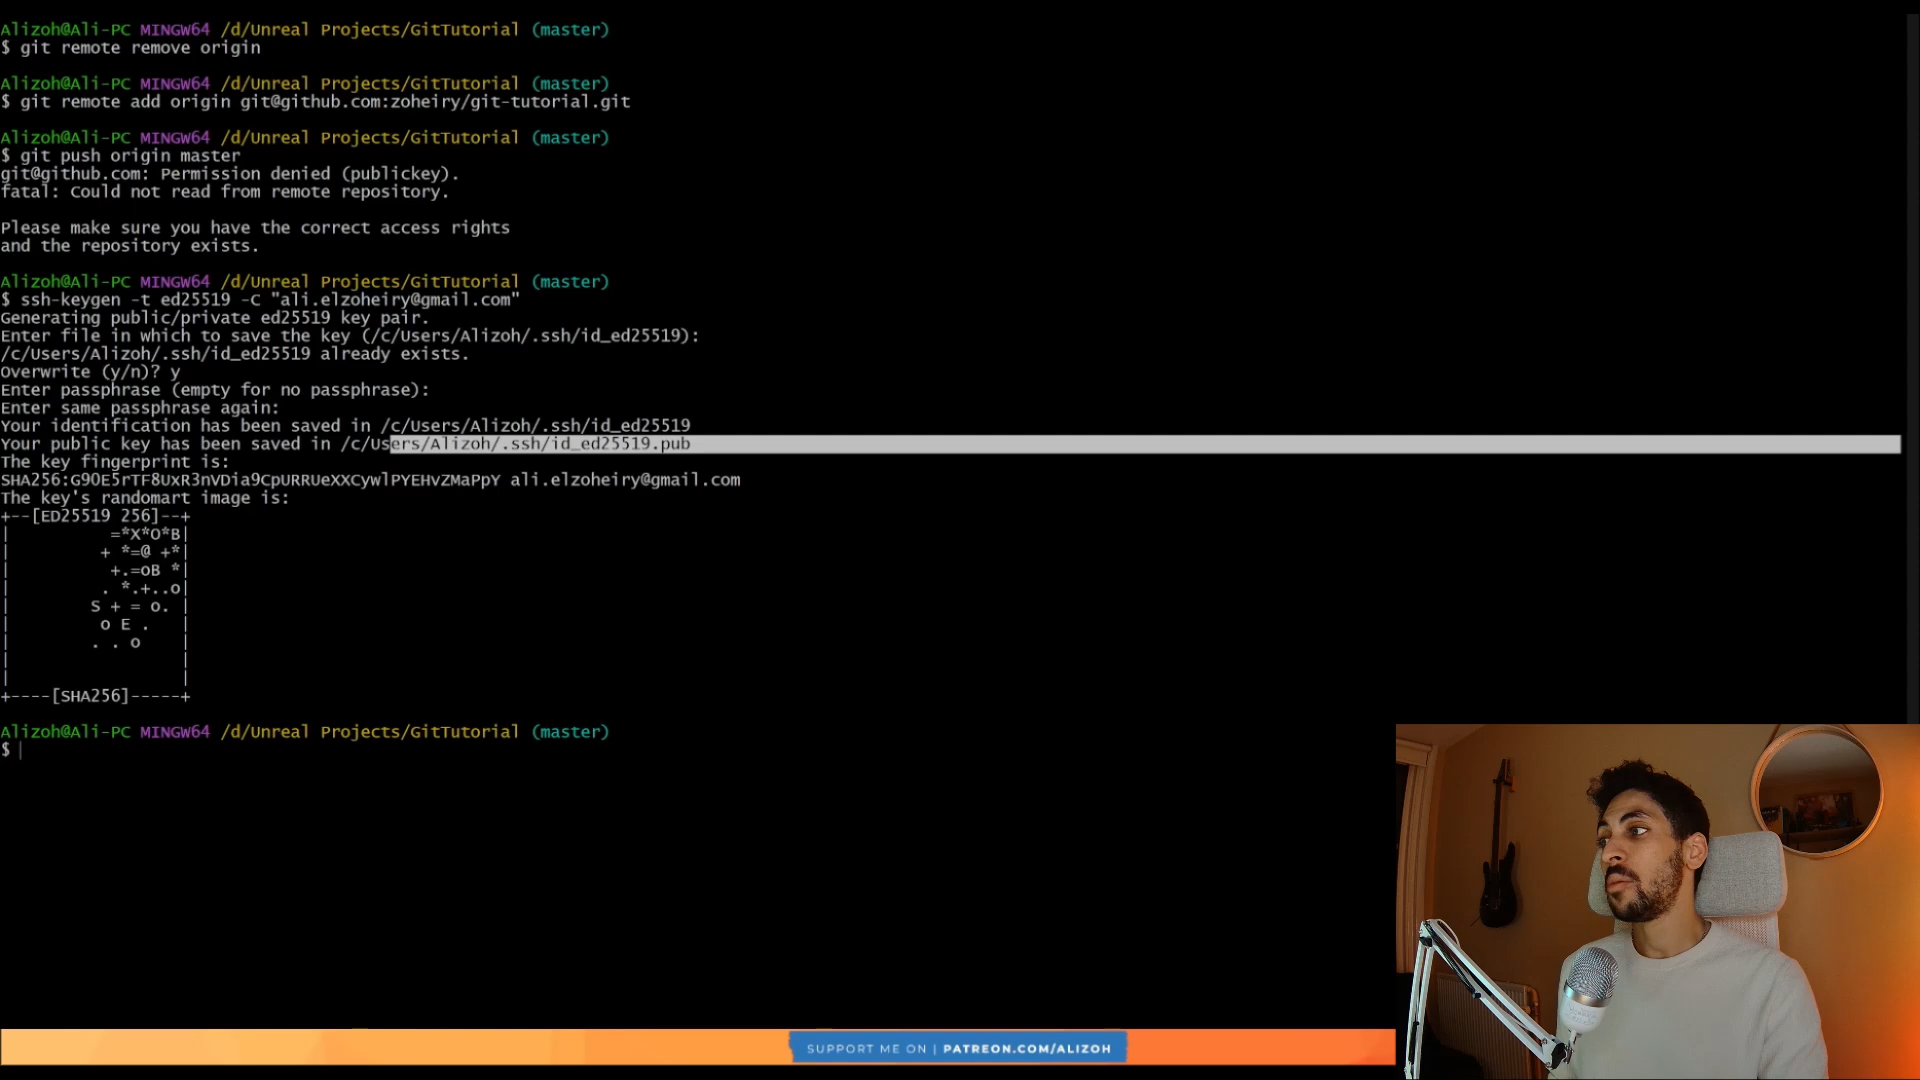 Alizoh@Ali-PC MINGW64 /d/Unreal Projects/GitTutorial (master)
$ git remote remove origin
Alizoh@Ali-PC MINGW64 /d/Unreal Projects/GitTutorial (master)
$ git remote add origin git@github.com:zoheiry/git-tutorial.git
Alizoh@Ali-PC MINGW64 /d/Unreal Projects/GitTutorial (master)
$ git push origin master
git@github.com: Permission denied (publickey).
fatal: Could not read from remote repository.
Please make sure you have the correct access rights
and the repository exists.
Alizoh@Ali-PC MINGW64 /d/Unreal Projects/GitTutorial (master)
$ ssh-keygen -t ed25519 -C "ali.elzoheiry@gmail.com"
Generating public/private ed25519 key pair.
Enter file in which to save the key (/c/Users/Alizoh/.ssh/id_ed25519):
/c/Users/Alizoh/.ssh/id_ed25519 already exists.
Overwrite (y/n)? y
Enter passphrase (empty for no passphrase):
Enter same passphrase again:
Your identification has been saved in /c/Users/Alizoh/.ssh/id_ed25519
Your public key has been saved in /c/Users/Alizoh/.ssh/id_ed25519.pub
The key fingerprint is:
SHA256:G9OE5rTF8UxR3nVDia9CpURRUeXXCywlPYEHvZMaPpY ali.elzoheiry@gmail.com
The key's randomart image is:
+--[ED25519 256]--+
|          =*X*O*B|
|         + *=@ +*|
|          +.=oB *|
|         . *.+..o|
|        S + = o. |
|         o E .   |
|        . . o    |
|                 |
|                 |
+----[SHA256]-----+
Alizoh@Ali-PC MINGW64 /d/Unreal Projects/GitTutorial (master)
$
SUPPORT ME ON | PATREON.COM/ALIZOH